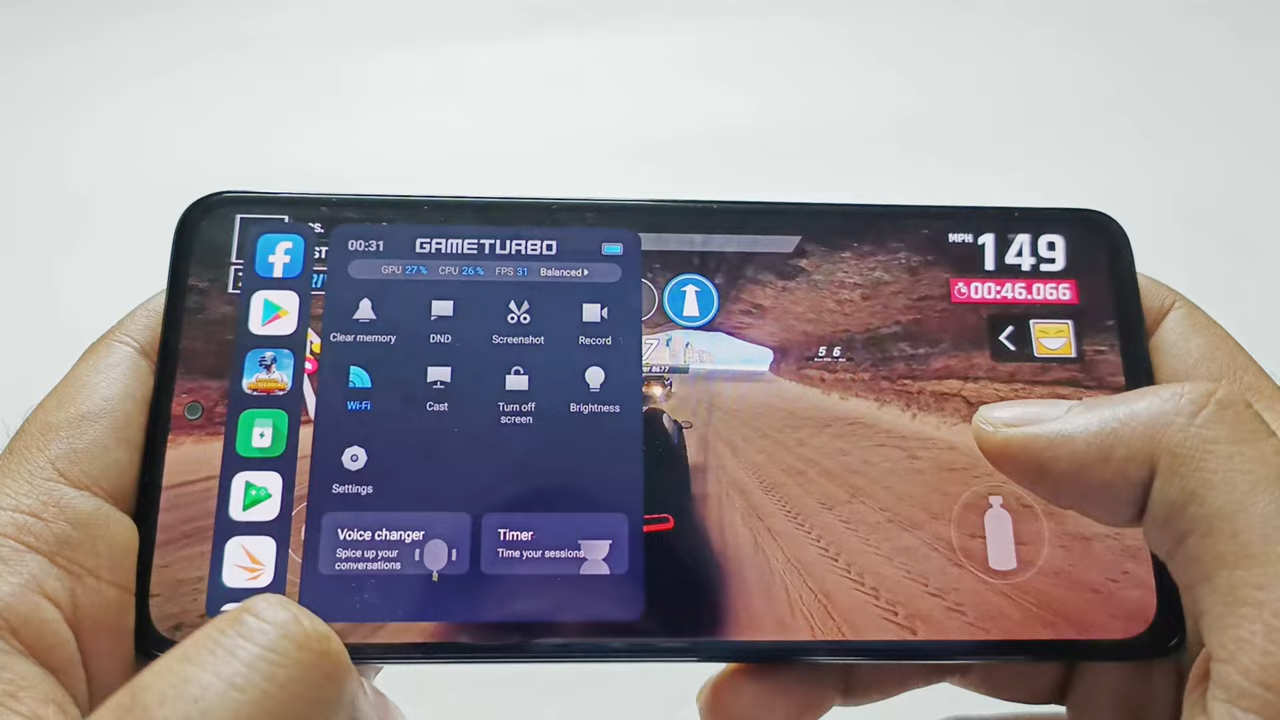 00:31
GAMETURBO
GPU 27% CPU 26% FPS 31 Balanced
Clear memory
DND
Screenshot
Record
Wi-Fi
Cast
Turn off
screen
Brightness
Settings
Voice changer
Spice up your
conversations
Timer
Time your sessions
MPH 149
00:46.066
5 6
7
8677